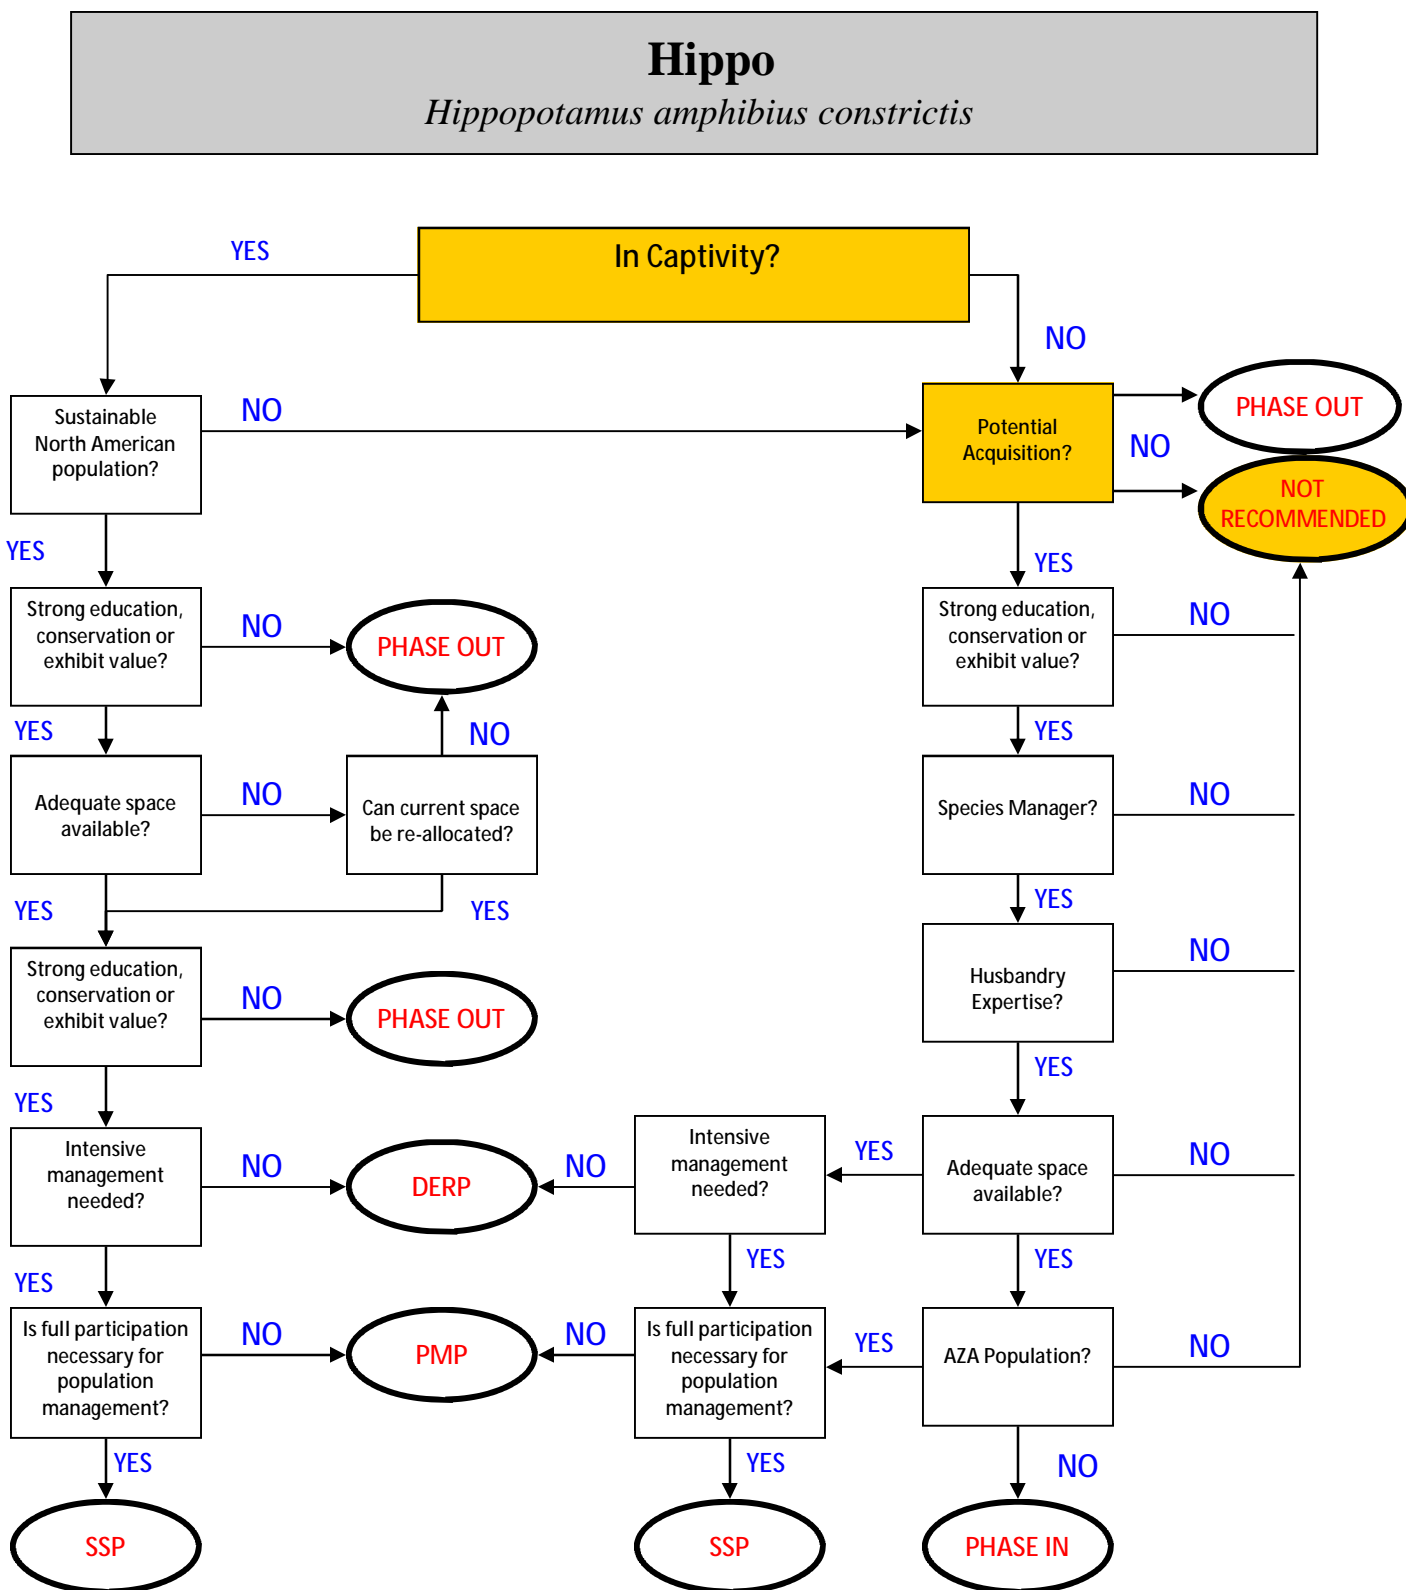 Hippo
Hippopotamus amphibius constrictis
YES
In Captivity?
NO
Sustainable
North American
population?
NO
Potential
Acquisition?
PHASE OUT
NO
NOT
RECOMMENDED
YES
YES
Strong education,
conservation or
exhibit value?
NO
PHASE OUT
Strong education,
conservation or
exhibit value?
NO
YES
NO
YES
Adequate space
available?
NO
Can current space
be re-allocated?
Species Manager?
NO
YES
YES
YES
Strong education,
conservation or
exhibit value?
NO
PHASE OUT
Husbandry
Expertise?
NO
YES
YES
Intensive
management
needed?
NO
DERP
NO
Intensive
management
needed?
YES
Adequate space
available?
NO
YES
YES
YES
Is full participation
necessary for
population
management?
NO
PMP
NO
Is full participation
necessary for
population
management?
YES
AZA Population?
NO
YES
YES
NO
SSP
SSP
PHASE IN